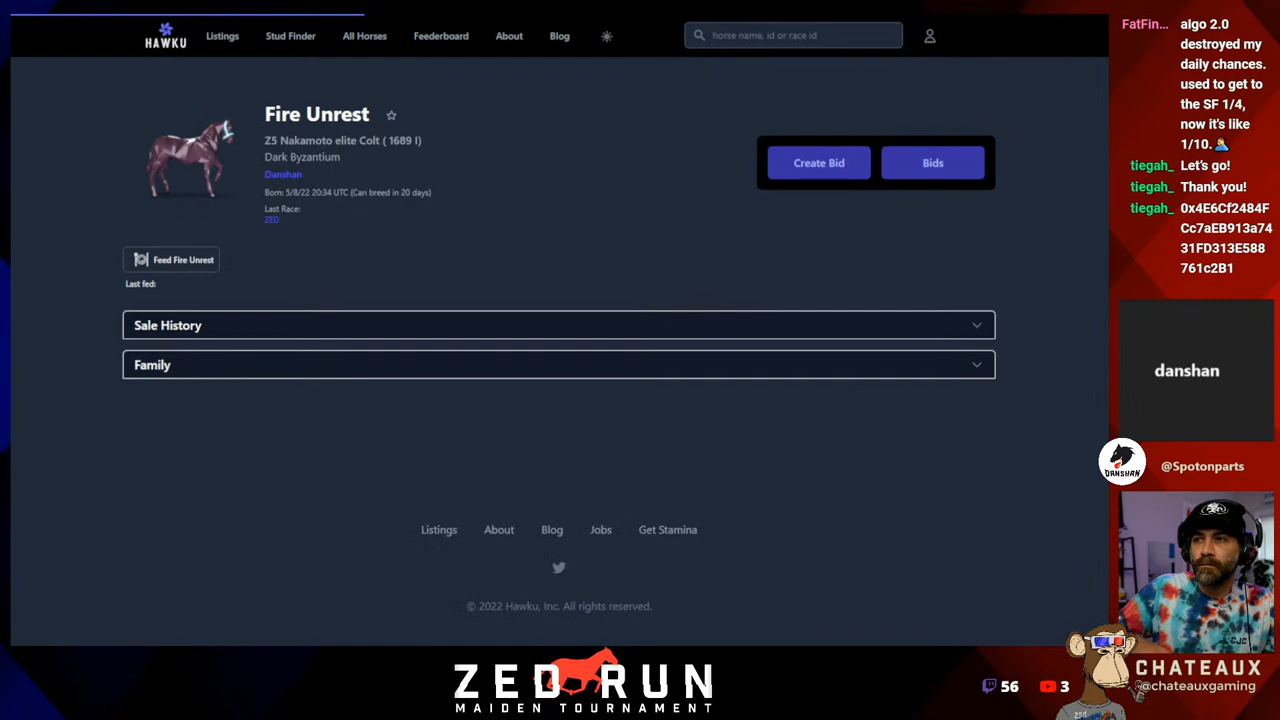 HAWKU
Listings
Stud Finder
All Horses
Feederboard
About
Blog
horse name, id or race id
Fire Unrest
Z5 Nakamoto elite Colt ( 1689 l)
Dark Byzantium
Danshan
Born: 5/8/22 20:34 UTC (Can breed in 20 days)
Last Race:
ZED
Create Bid
Bids
Feed Fire Unrest
Last fed:
Sale History
Family
Listings
About
Blog
Jobs
Get Stamina
© 2022 Hawku, Inc. All rights reserved.
FatFin... algo 2.0
destroyed my
daily chances.
used to get to
the SF 1/4,
now it's like
1/10.
tiegah_ Let's go!
tiegah_ Thank you!
tiegah_ 0x4E6Cf2484F
Cc7aEB913a74
31FD313E588
761c2B1
danshan
DANSHAN
@Spotonparts
CJC
ZED RUN
MAIDEN TOURNAMENT
56
3
CHATEAUX
@chateauxgaming
ZED